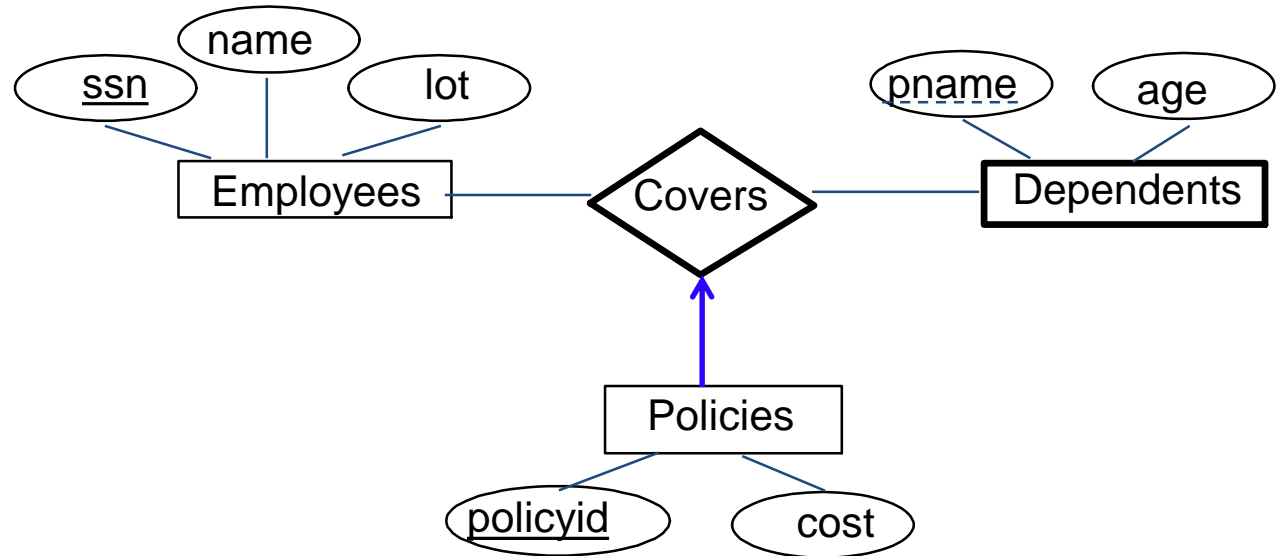 name
ssn
lot
pname
age
Employees
Covers
Dependents
Policies
policyid
cost